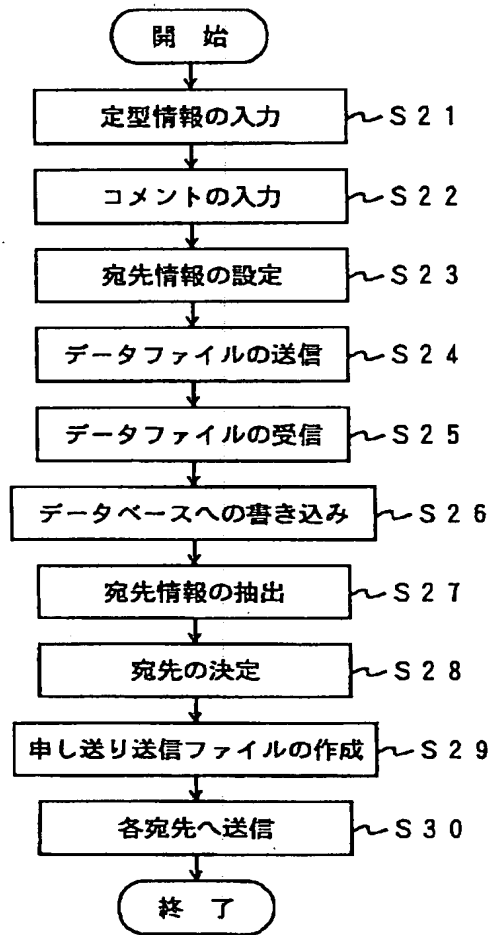 開 始
定型情報の入力 S21
コメントの入力 S22
宛先情報の設定 S23
データファイルの送信 S24
データファイルの受信 S25
データベースへの書き込み S26
宛先情報の抽出 S27
宛先の決定 S28
申し送り送信ファイルの作成 S29
各宛先へ送信 S30
終 了